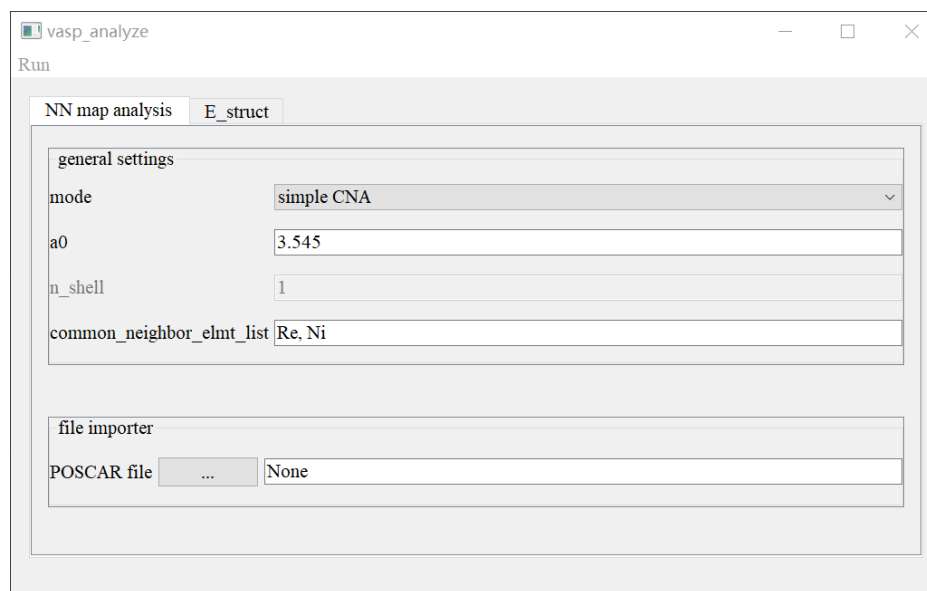 vasp_analyze
Run
NN map analysis E_struct
general settings
mode simple CNA
a0 3.545
n_shell 1
common_neighbor_elmt_list Re, Ni
file importer
POSCAR file ... None